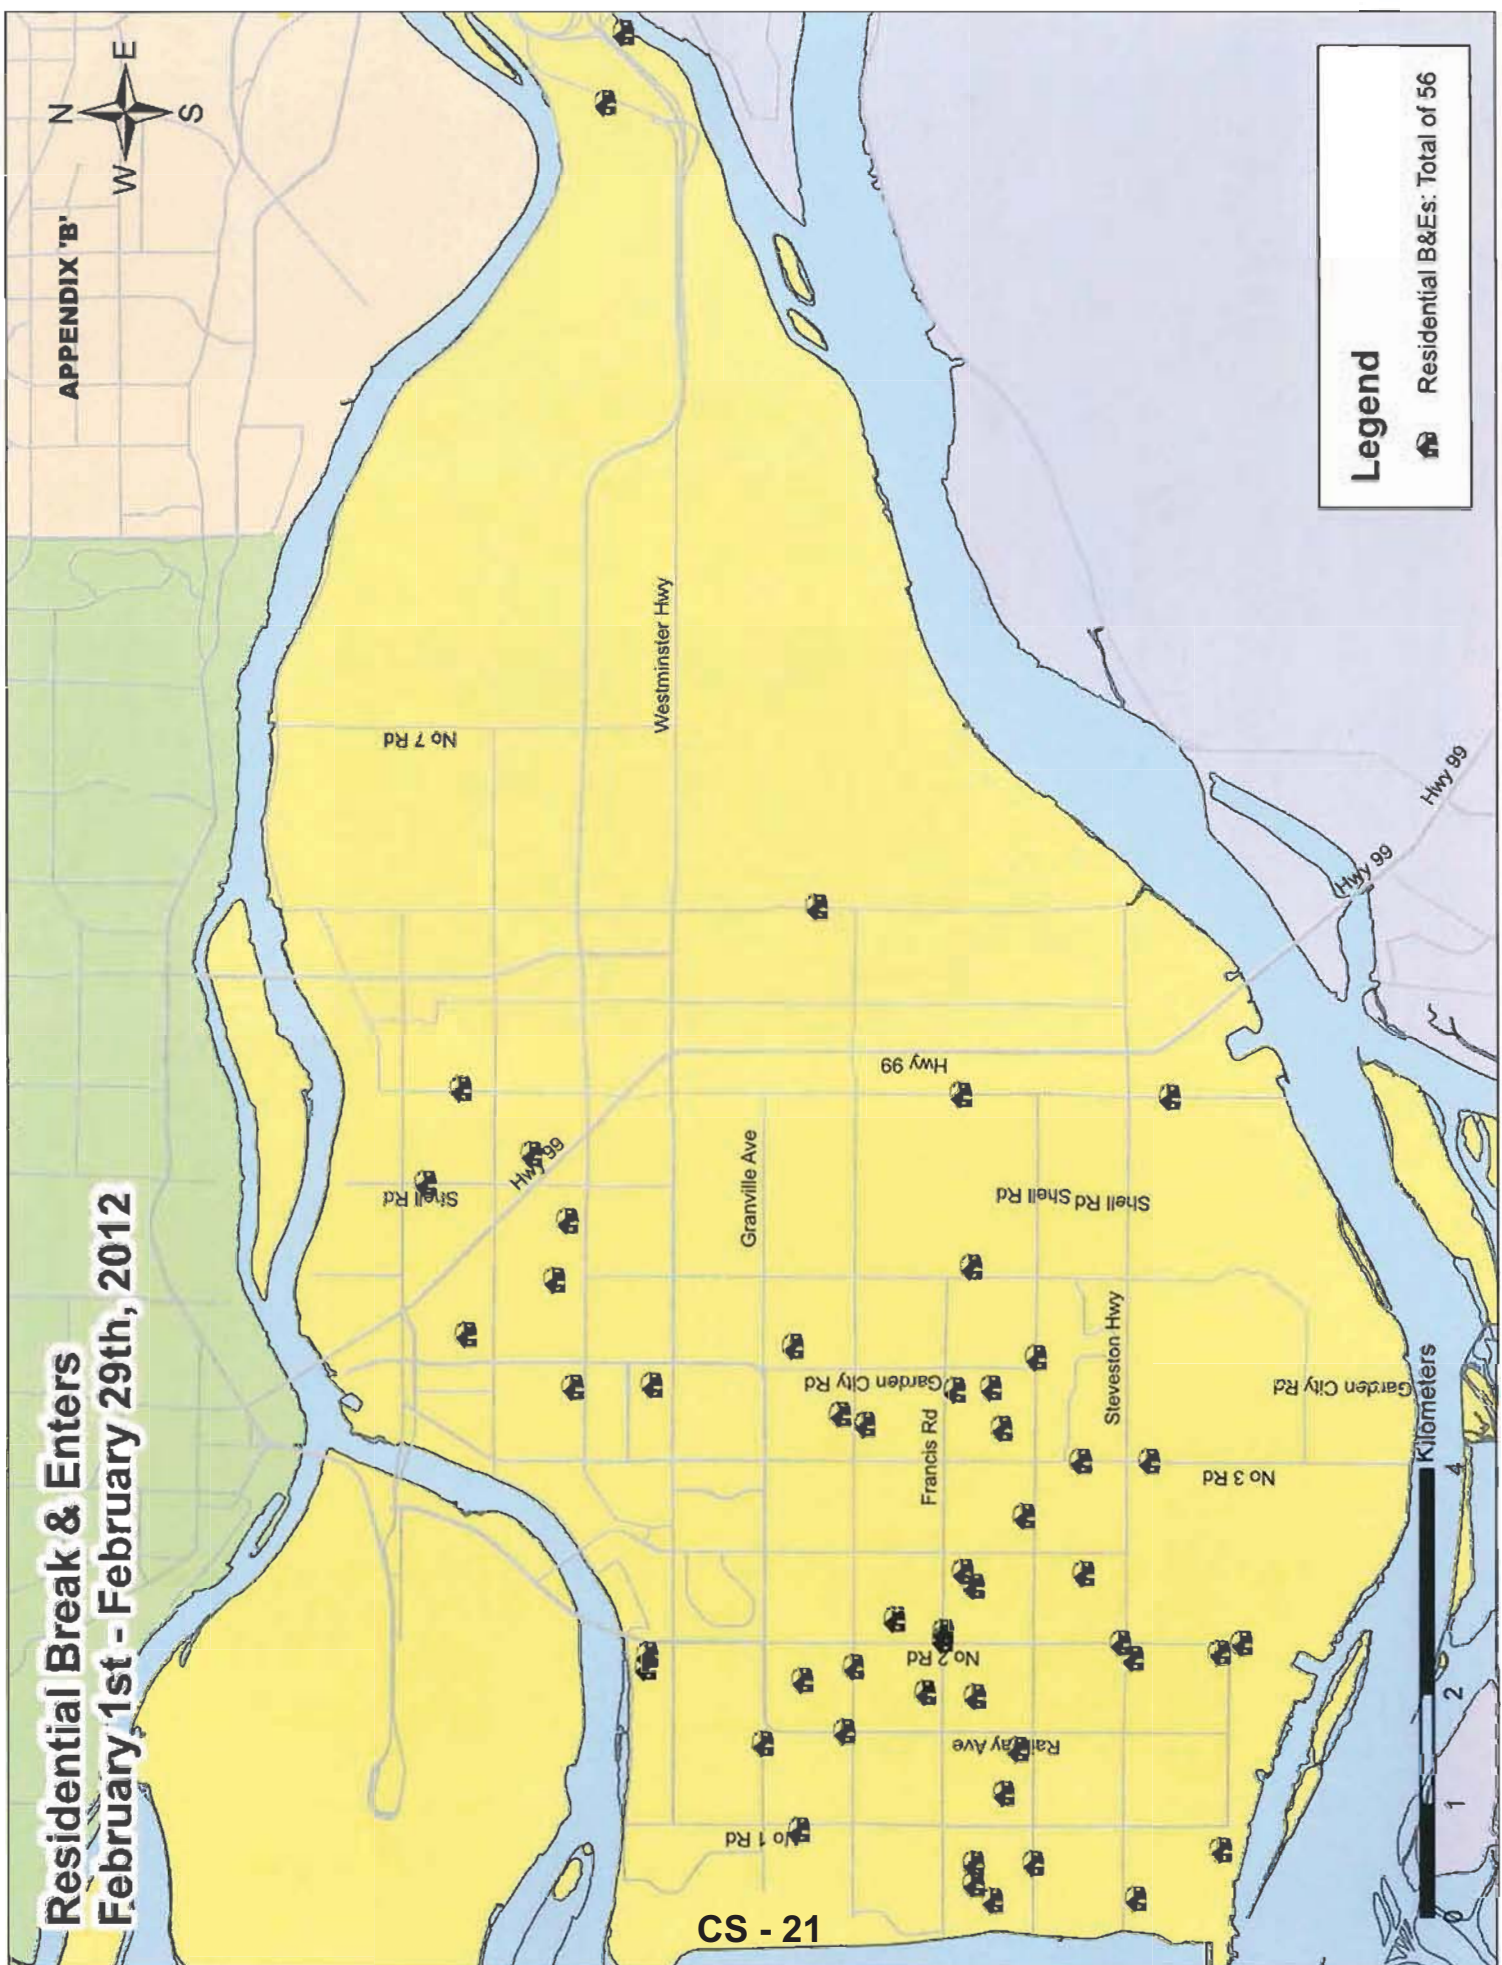 Residential Break & Enters
February 1st - February 29th, 2012
APPENDIX 'B'
N
W
E
S
No 7 Rd
Westminster Hwy
Shell Rd
Hwy 99
Granville Ave
Hwy 99
Shell Rd
Shell Rd
Garden City Rd
Francis Rd
Steveston Hwy
Garden City Rd
No 3 Rd
No 2 Rd
Railway Ave
No 1 Rd
Hwy 99
Hwy 99
Legend
Residential B&Es: Total of 56
0
1
2
4
Kilometers
CS - 21